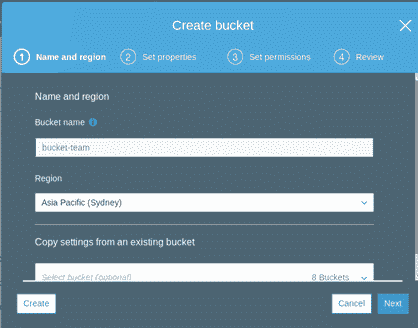 Create bucket
1 Name and region 2 Set properties 3 Set permissions 4 Review
Name and region
Bucket name
bucket-team
Region
Asia Pacific (Sydney)
Copy settings from an existing bucket
Select bucket (optional) 8 Buckets
Create Cancel Next